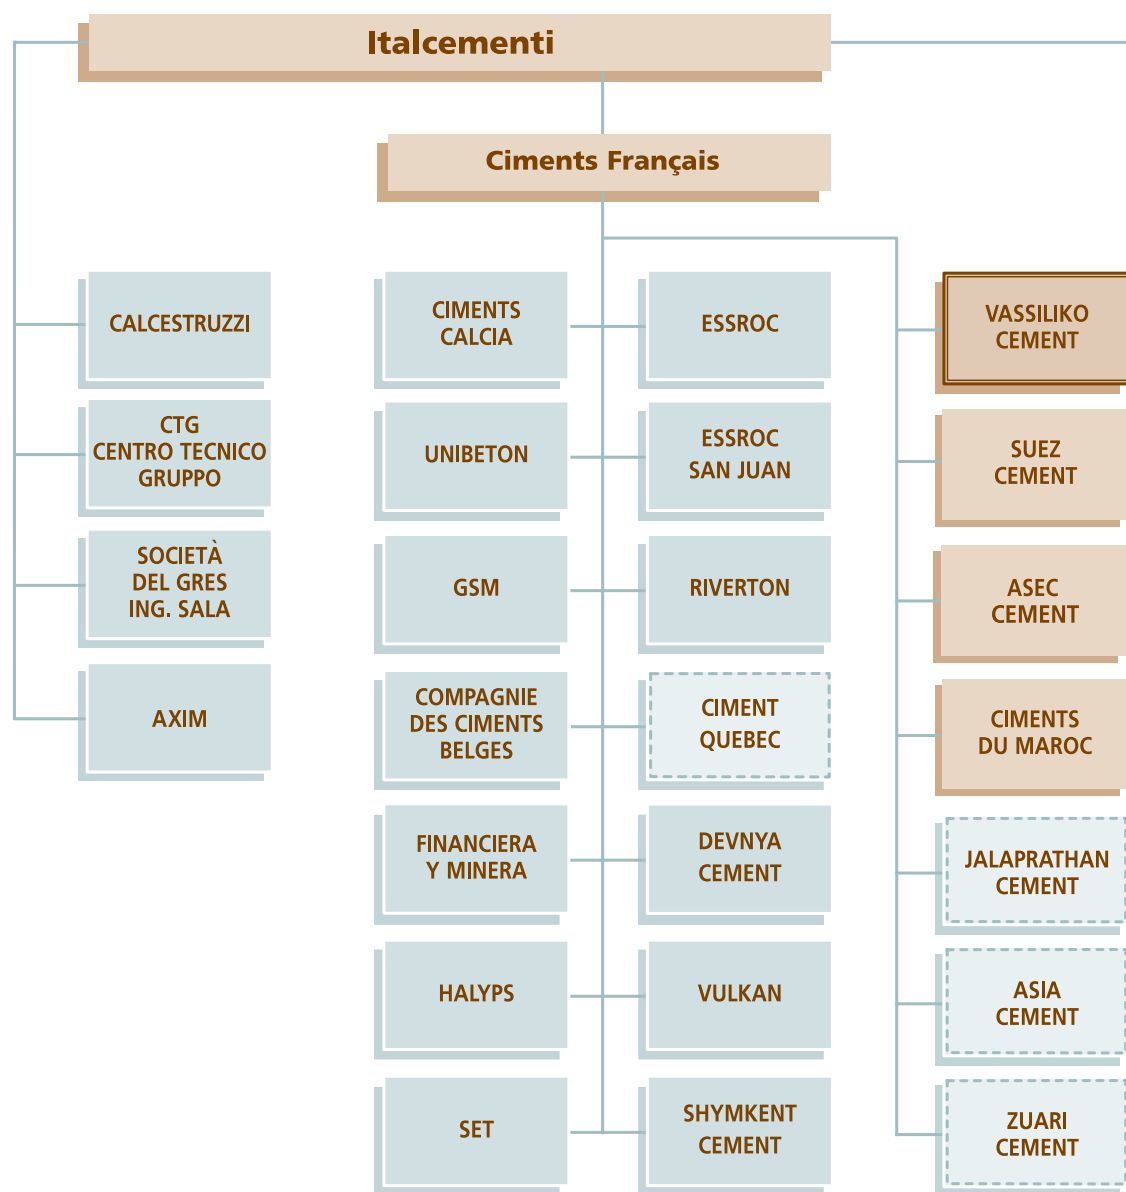 Italcementi
Ciments Français
CALCESTRUZZI
CTG
CENTRO TECNICO
GRUPPO
SOCIETÀ
DEL GRES
ING. SALA
AXIM
CIMENTS
CALCIA
UNIBETON
GSM
COMPAGNIE
DES CIMENTS
BELGES
FINANCIERA
Y MINERA
HALYPS
SET
ESSROC
ESSROC
SAN JUAN
RIVERTON
CIMENT
QUEBEC
DEVNYA
CEMENT
VULKAN
SHYMKENT
CEMENT
VASSILIKO
CEMENT
SUEZ
CEMENT
ASEC
CEMENT
CIMENTS
DU MAROC
JALAPRATHAN
CEMENT
ASIA
CEMENT
ZUARI
CEMENT